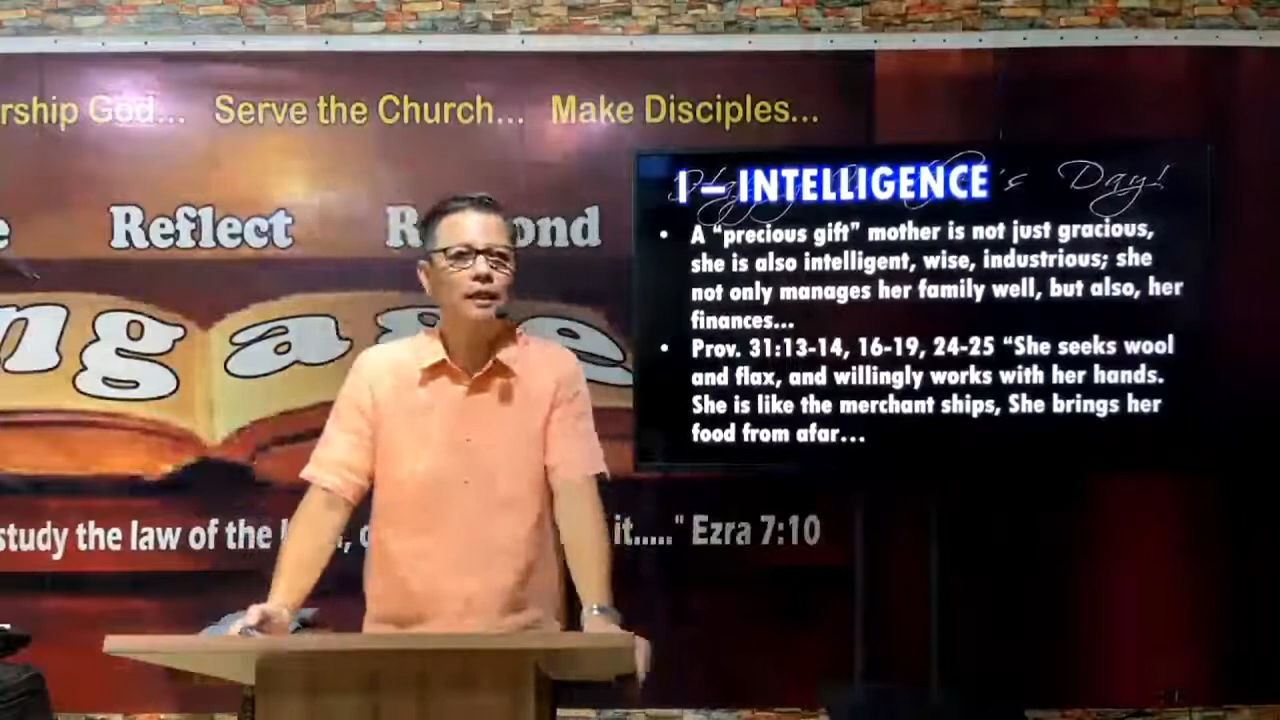 rship God... Serve the Church... Make Disciples...
Reflect
ng
study the law of the
it....." Ezra 7:10
's Day!
I – INTELLIGENCE
• A “precious gift” mother is not just gracious,
she is also intelligent, wise, industrious; she
not only manages her family well, but also, her
finances...
• Prov. 31:13-14, 16-19, 24-25 “She seeks wool
and flax, and willingly works with her hands.
She is like the merchant ships, She brings her
food from afar...